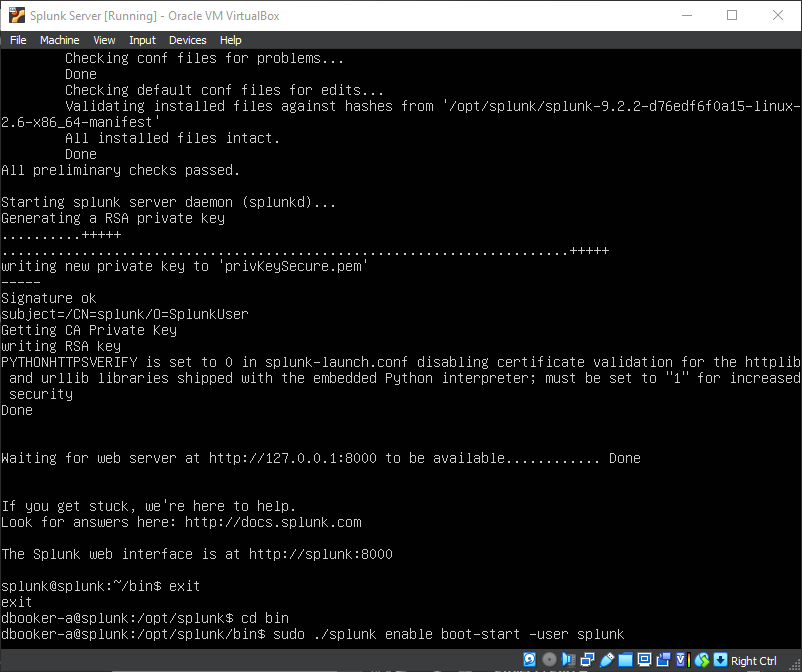 Splunk Server [Running] - Oracle VM VirtualBox
File Machine View Input Devices Help
Checking conf files for problems...
Done
Checking default conf files for edits...
Validating installed files against hashes from '/opt/splunk/splunk-9.2.2-d76edf6f0a15-linux-
2.6-x86_64-manifest'
All installed files intact.
Done
All preliminary checks passed.
Starting splunk server daemon (splunkd)...
Generating a RSA private key
..........+++++
.......................................................................+++++
writing new private key to 'privKeySecure.pem'
-----
Signature ok
subject=/CN=splunk/O=SplunkUser
Getting CA Private Key
writing RSA key
PYTHONHTTPSVERIFY is set to 0 in splunk-launch.conf disabling certificate validation for the httplib
and urllib libraries shipped with the embedded Python interpreter; must be set to "1" for increased
security
Done
Waiting for web server at http://127.0.0.1:8000 to be available............ Done
If you get stuck, we're here to help.
Look for answers here: http://docs.splunk.com
The Splunk web interface is at http://splunk:8000
splunk@splunk:~/bin$ exit
exit
dbooker-a@splunk:/opt/splunk$ cd bin
dbooker-a@splunk:/opt/splunk/bin$ sudo ./splunk enable boot-start -user splunk
Right Ctrl